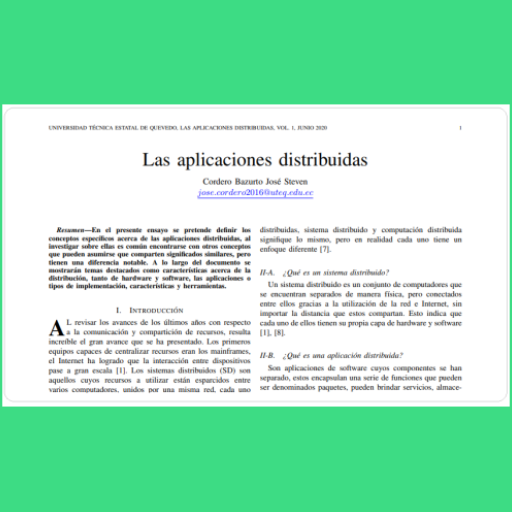 UNIVERSIDAD TÉCNICA ESTATAL DE QUEVEDO, LAS APLICACIONES DISTRIBUIDAS, VOL. 1, JUNIO 2020
1
Las aplicaciones distribuidas
Cordero Bazurto José Steven
jose.cordero2016@uteq.edu.ec
Resumen—En el presente ensayo se pretende definir los
conceptos específicos acerca de las aplicaciones distribuidas, al
investigar sobre ellas es común encontrarse con otros conceptos
que pueden asumirse que comparten significados similares, pero
tienen una diferencia notable. A lo largo del documento se
mostrarán temas destacados como características acerca de la
distribución, tanto de hardware y software, las aplicaciones o
tipos de implementación, características y herramientas.
I. INTRODUCCIÓN
AL revisar los avances de los últimos años con respecto
a la comunicación y compartición de recursos, resulta
increíble el gran avance que se ha presentado. Los primeros
equipos capaces de centralizar recursos eran los mainframes,
el Internet ha logrado que la interacción entre dispositivos
pase a gran escala [1]. Los sistemas distribuidos (SD) son
aquellos cuyos recursos a utilizar están esparcidos entre
varios computadores, unidos por una misma red, cada uno
distribuidas, sistema distribuido y computación distribuida
signifique lo mismo, pero en realidad cada uno tiene un
enfoque diferente [7].
II-A. ¿Qué es un sistema distribuido?
Un sistema distribuido es un conjunto de computadores que
se encuentran separados de manera física, pero conectados
entre ellos gracias a la utilización de la red e Internet, sin
importar la distancia que estos compartan. Esto indica que
cada uno de ellos tienen su propia capa de hardware y software
[1], [8].
II-B. ¿Qué es una aplicación distribuida?
Son aplicaciones de software cuyos componentes se han
separado, estos encapsulan una serie de funciones que pueden
ser denominados paquetes, pueden brindar servicios, almace-